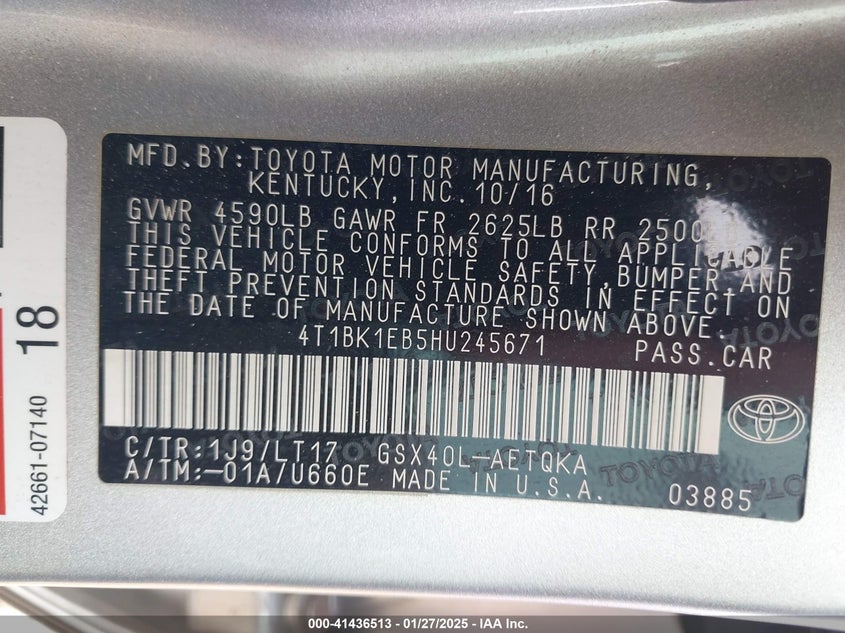 MFD.BY:TOYOTA MOTOR MANUFACTURING,
KENTUCKY,INC.10/16
GVWR 4590LB GAWR FR 2625LB RR 2500LB
THIS VEHICLE CONFORMS TO ALL APPLICABLE
FEDERAL MOTOR VEHICLE SAFETY,BUMPER AND
THEFT PREVENTION STANDARDS IN EFFECT ON
THE DATE OF MANUFACTURE SHOWN ABOVE.
4T1BK1EB5HU245671 PASS.CAR
C/TR:1J9/LT17 GSX40L-AETQKA
A/TM:-01A7U660E MADE IN U.S.A. 03885
18
42661-07140
TOYOTA
000-41436513 - 01/27/2025 - IAA Inc.